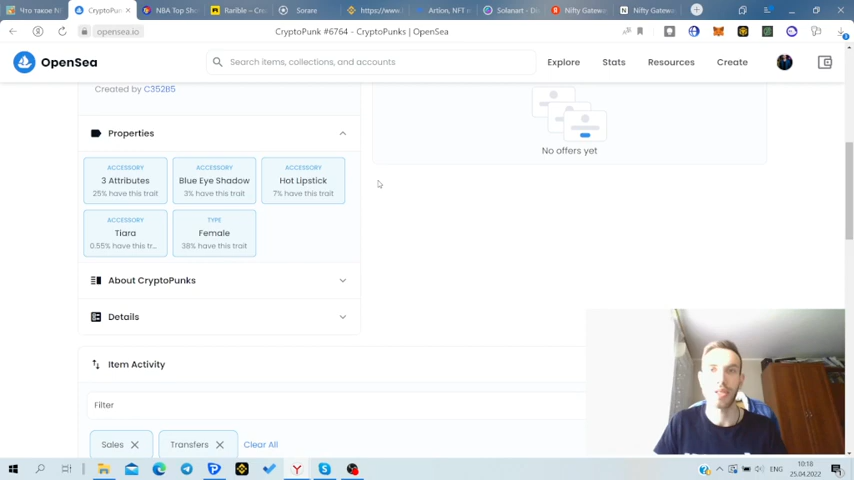 Что такое N
CryptoPun
NBA Top Sh
Rarible – Cre
Sorare
https://www.
Artion, NFT m
Solanart - Di
Nifty Gatew
Nifty Gatew
opensea.io
CryptoPunk #6764 - CryptoPunks | OpenSea
OpenSea
Search items, collections, and accounts
Explore
Stats
Resources
Create
Created by C352B5
No offers yet
Properties
ACCESSORY
3 Attributes
25% have this trait
ACCESSORY
Blue Eye Shadow
3% have this trait
ACCESSORY
Hot Lipstick
7% have this trait
ACCESSORY
Tiara
0.55% have this tr...
TYPE
Female
38% have this trait
About CryptoPunks
Details
Item Activity
Filter
Sales
Transfers
Clear All
ENG
10:18
25.04.2022